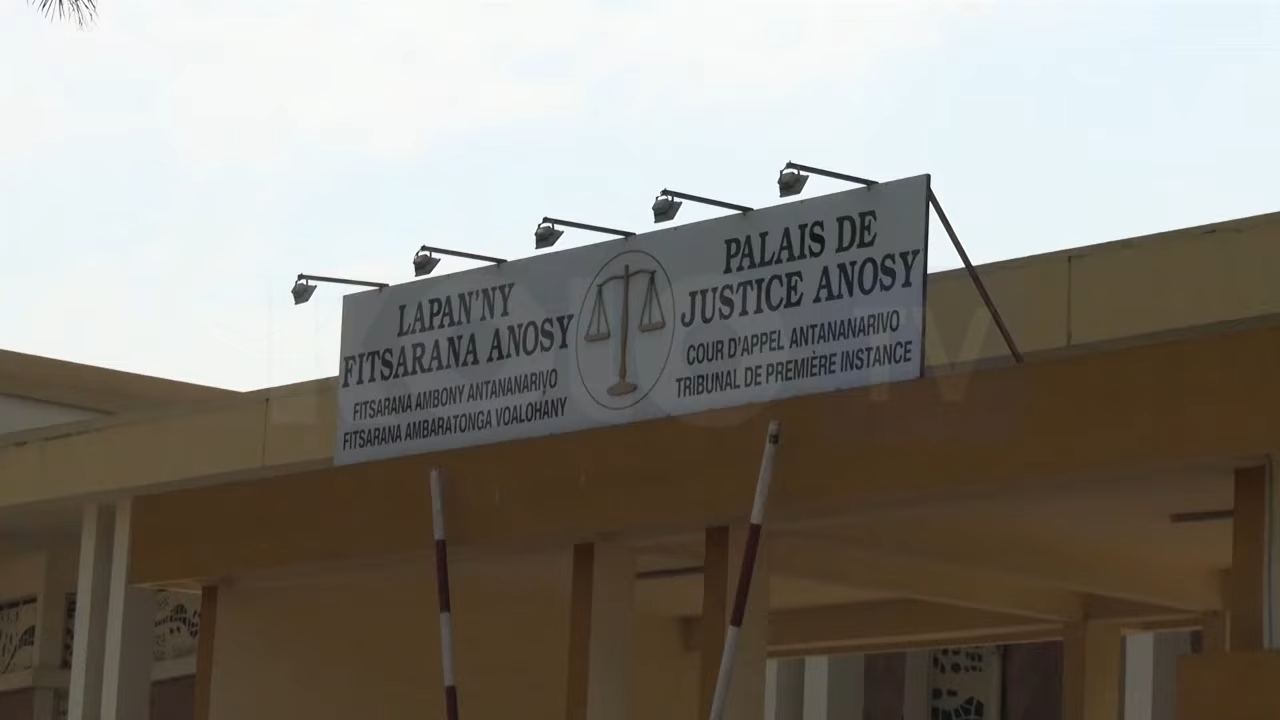 LAPAN'NY
FITSARANA ANOSY
FITSARANA AMBONY ANTANANARIVO
FITSARANA AMBARATONGA VOALOHANY
PALAIS DE
JUSTICE ANOSY
COUR D'APPEL ANTANANARIVO
TRIBUNAL DE PREMIÈRE INSTANCE